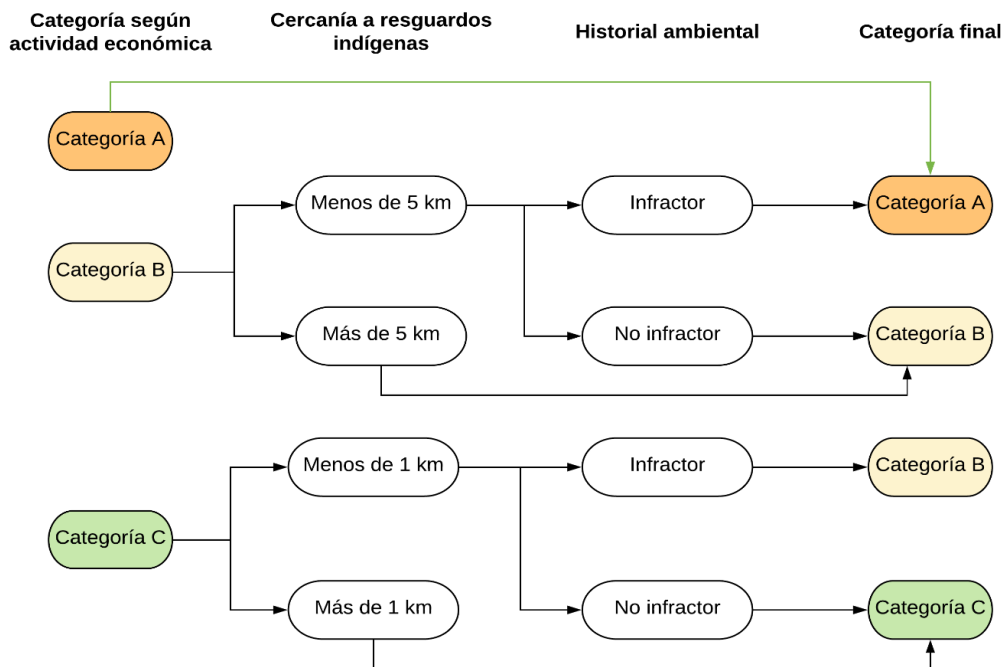 Categoría según
actividad económica
Cercanía a resguardos
indígenas
Historial ambiental
Categoría final
Categoría A
Menos de 5 km
Infractor
Categoría A
Categoría B
Más de 5 km
No infractor
Categoría B
Menos de 1 km
Infractor
Categoría B
Categoría C
Más de 1 km
No infractor
Categoría C